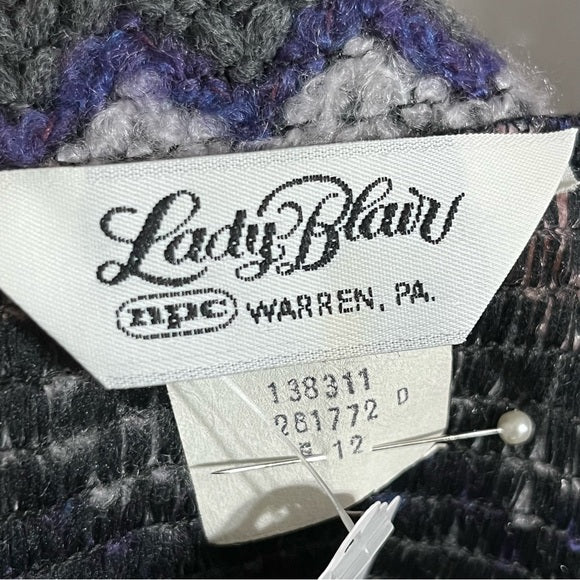 Lady Blair
npc WARREN, PA.
138311
281772 D
12